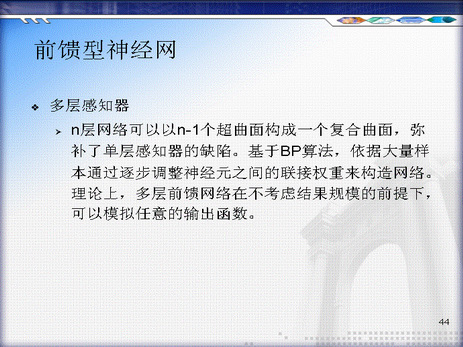 前馈型神经网
多层感知器
n层网络可以以n-1个超曲面构成一个复合曲面，弥
补了单层感知器的缺陷。基于BP算法，依据大量样
本通过逐步调整神经元之间的联接权重来构造网络。
理论上，多层前馈网络在不考虑结果规模的前提下，
可以模拟任意的输出函数。
44